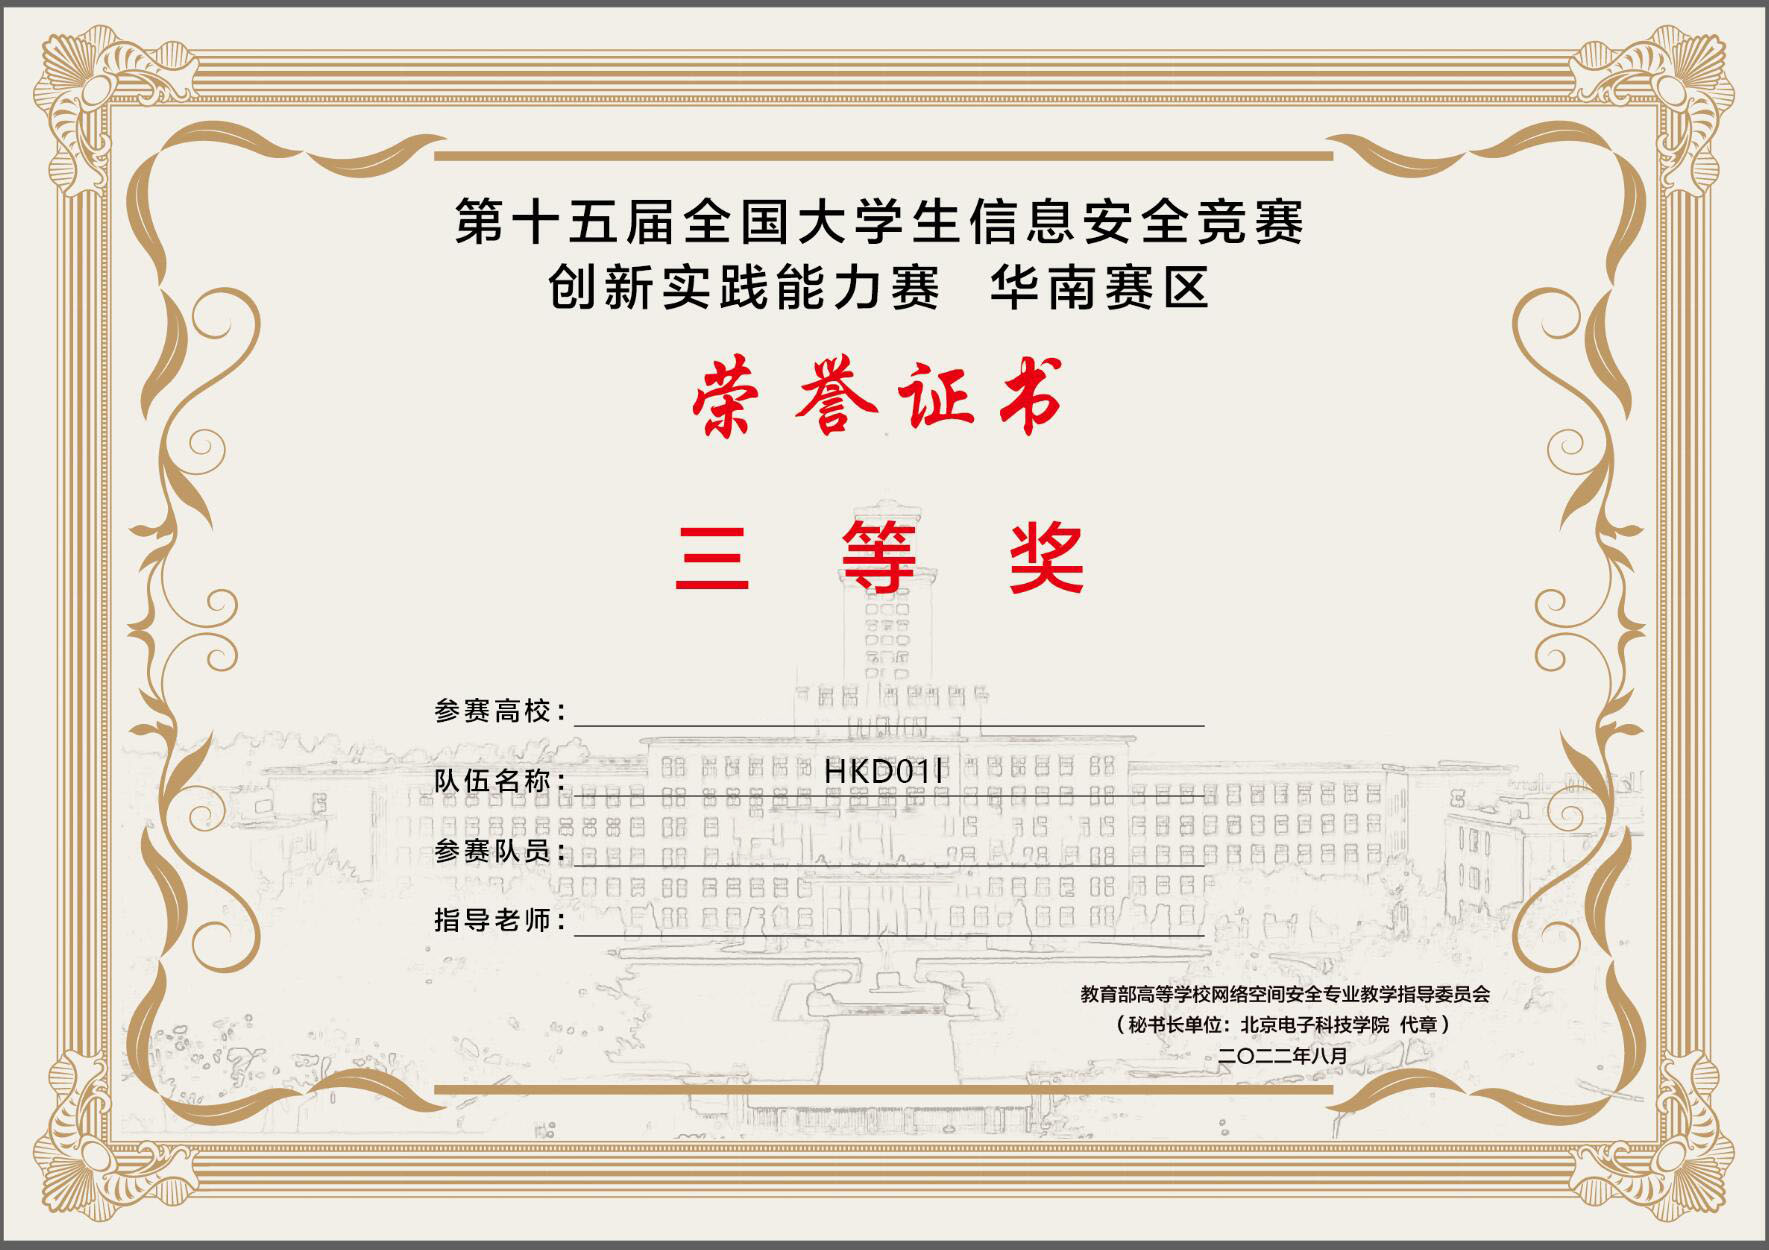 第十五届全国大学生信息安全竞赛
创新实践能力赛 华南赛区
荣誉证书
三等奖
参赛高校：
队伍名称：HKD01l
参赛队员：
指导老师：
教育部高等学校网络空间安全专业教学指导委员会
（秘书长单位：北京电子科技学院 代章）
二〇二二年八月